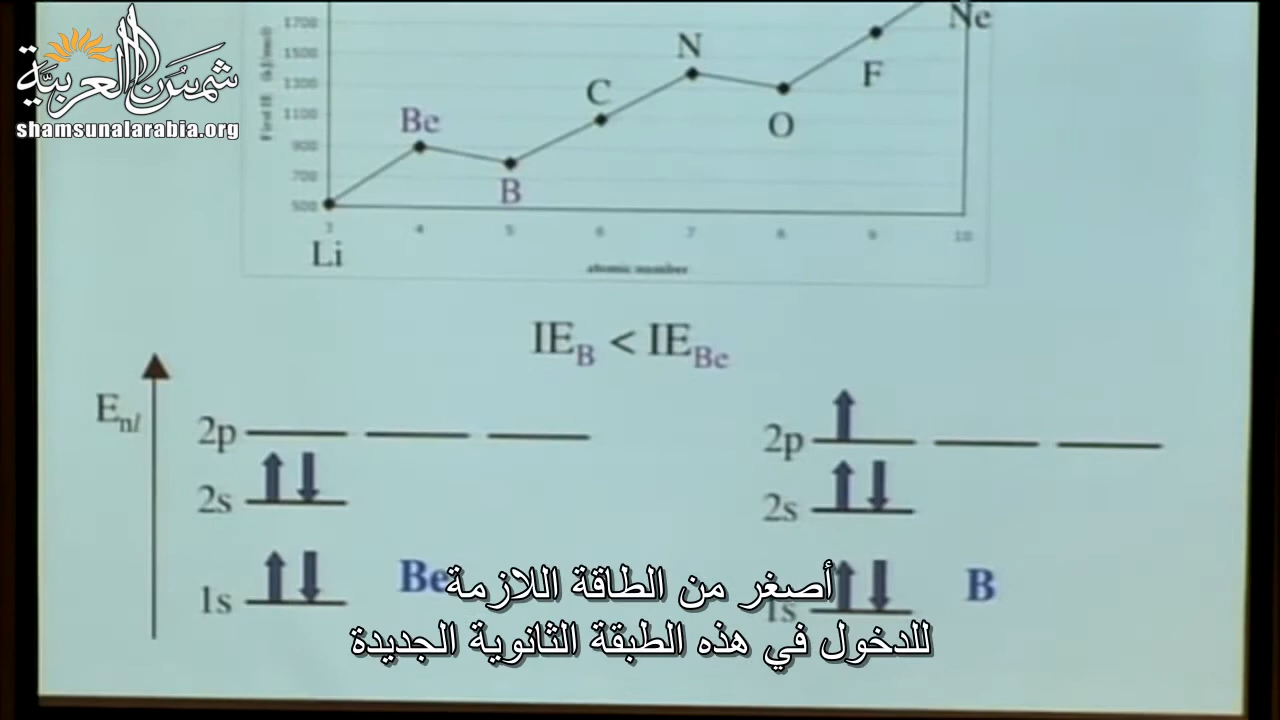 شمس العربية
shamsunalarabia.org
Ne
1700
N
1500
F
1300
C
First IE (kJ/mol)
1100
O
Be
900
B
700
500
3 4 5 6 7 8 9 10
Li
atomic number
IE_B < IE_Be
E_nl
2p
2p
2s
2s
Be
B
1s
1s
أصغر من الطاقة اللازمة
للدخول في هذه الطبقة الثانوية الجديدة